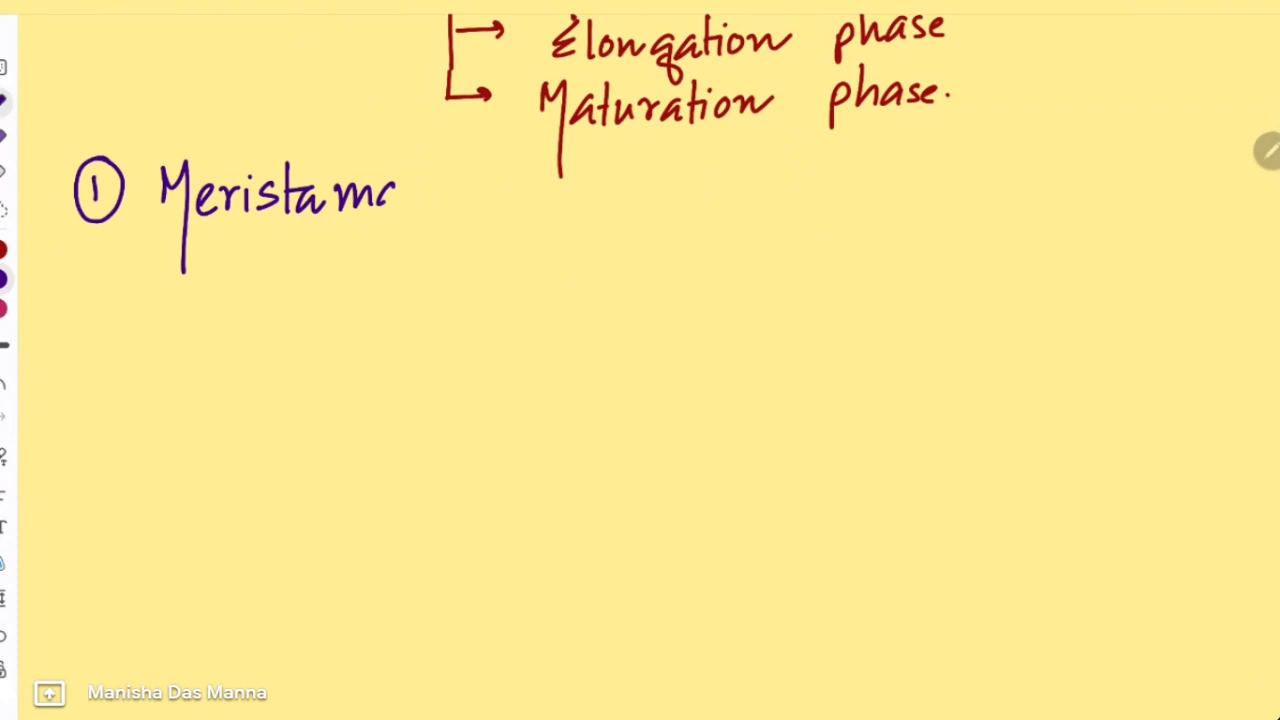 Elongation phase
Maturation phase.
① Meristama
Manisha Das Manna